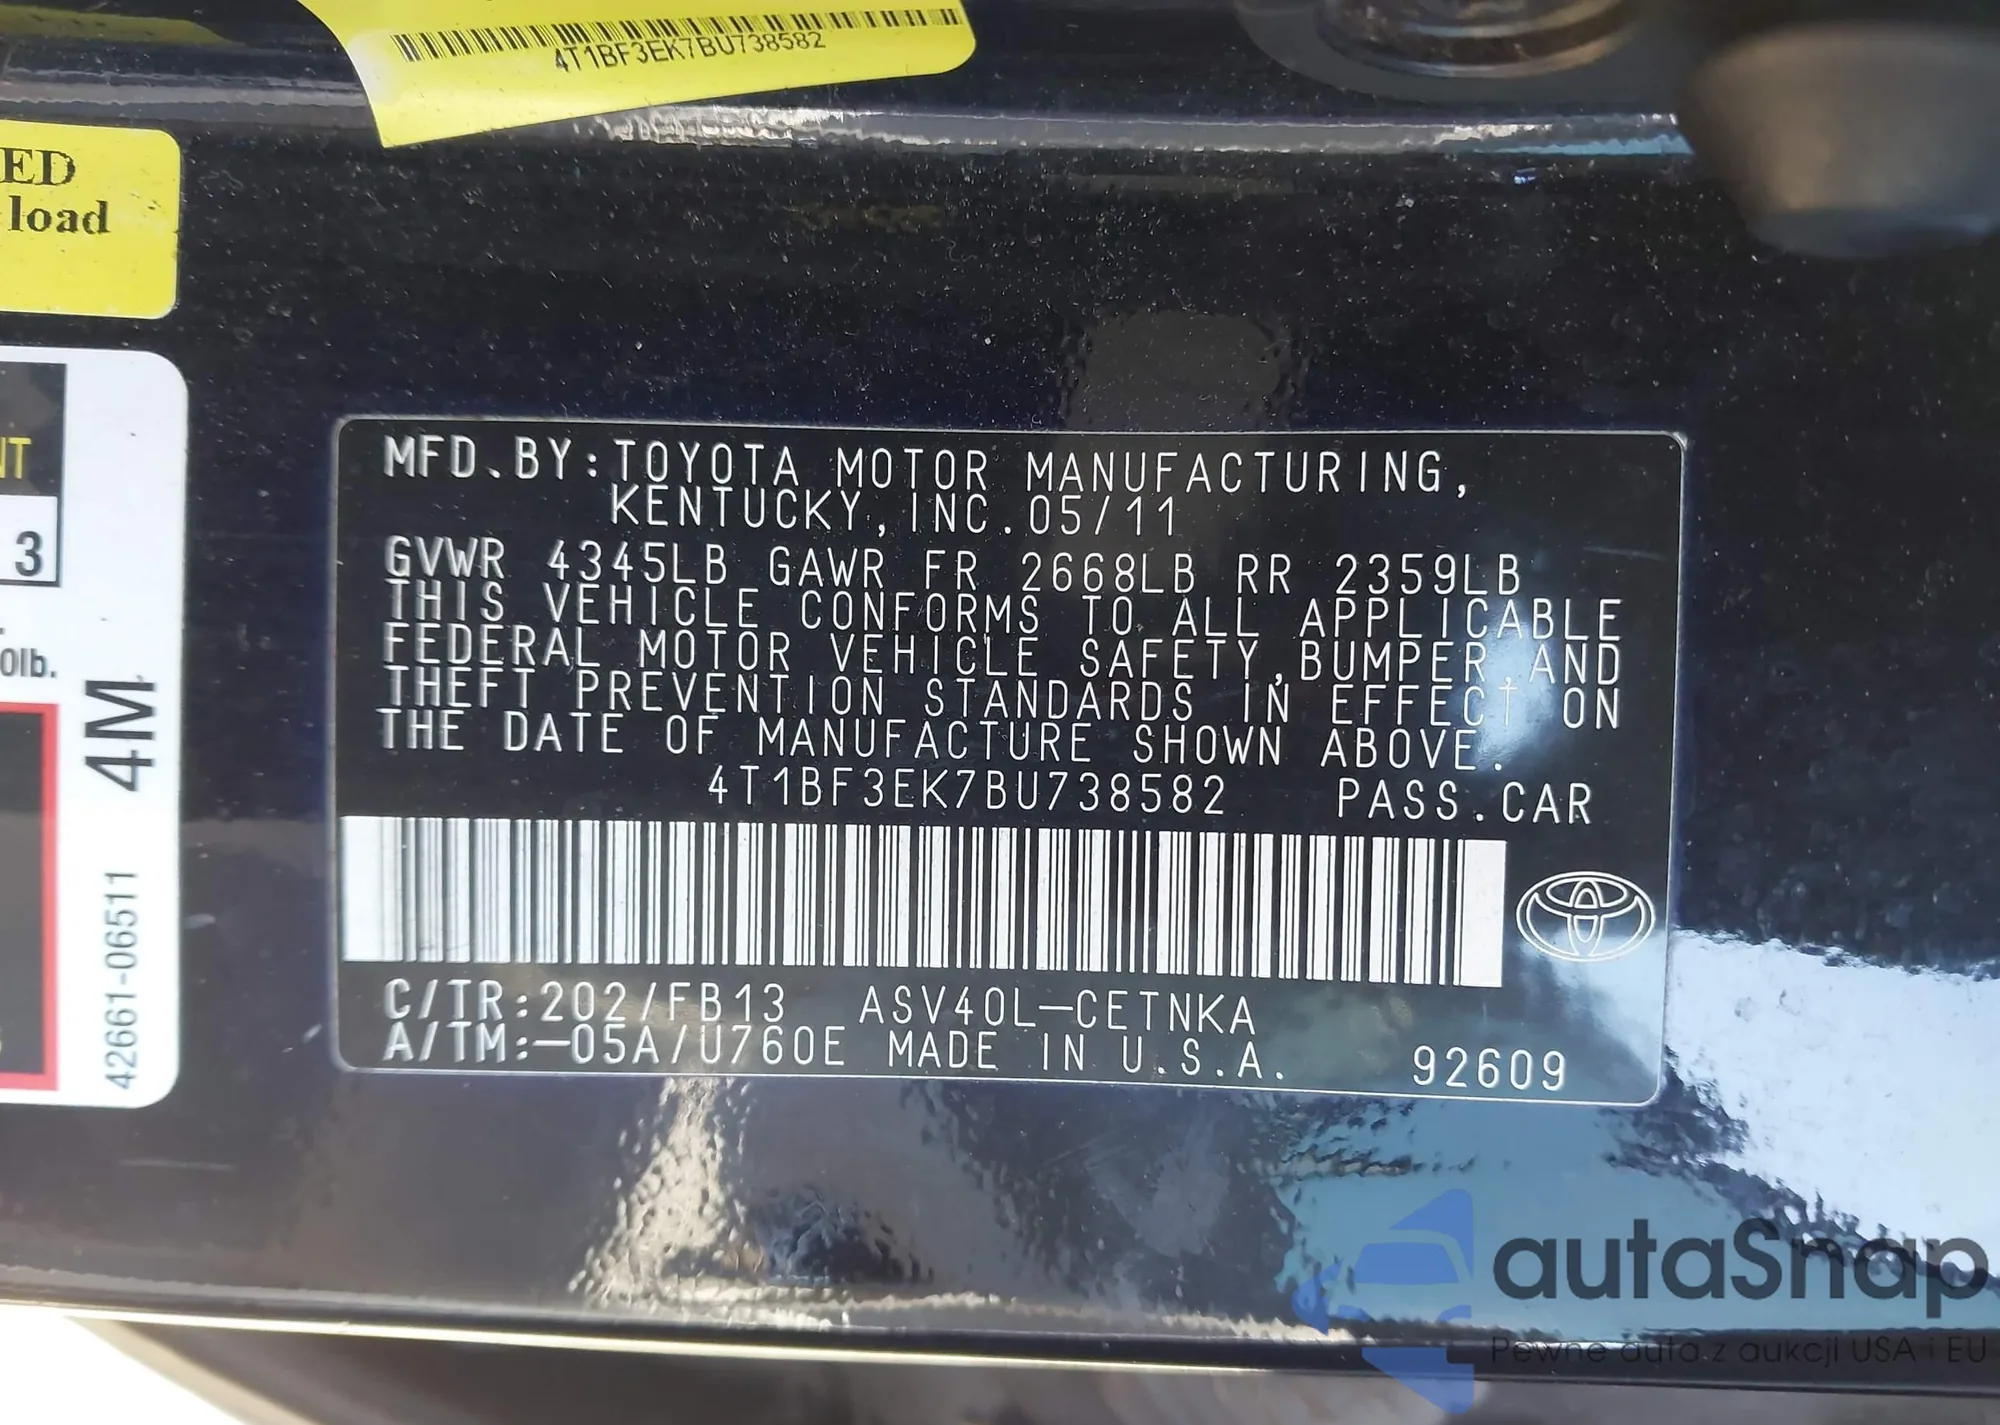 4T1BF3EK7BU738582
ED
load
NT
3
0lb.
4M
42661-06511
MFD.BY:TOYOTA MOTOR MANUFACTURING,
KENTUCKY,INC.05/11
GVWR 4345LB GAWR FR 2668LB RR 2359LB
THIS VEHICLE CONFORMS TO ALL APPLICABLE
FEDERAL MOTOR VEHICLE SAFETY,BUMPER,AND
THEFT PREVENTION STANDARDS IN EFFECT ON
THE DATE OF MANUFACTURE SHOWN ABOVE.
4T1BF3EK7BU738582 PASS.CAR
C/TR:202/FB13 ASV40L-CETNKA
A/TM:-05A/U760E MADE IN U.S.A. 92609
autaSnap
Pewne auta z aukcji USA i EU